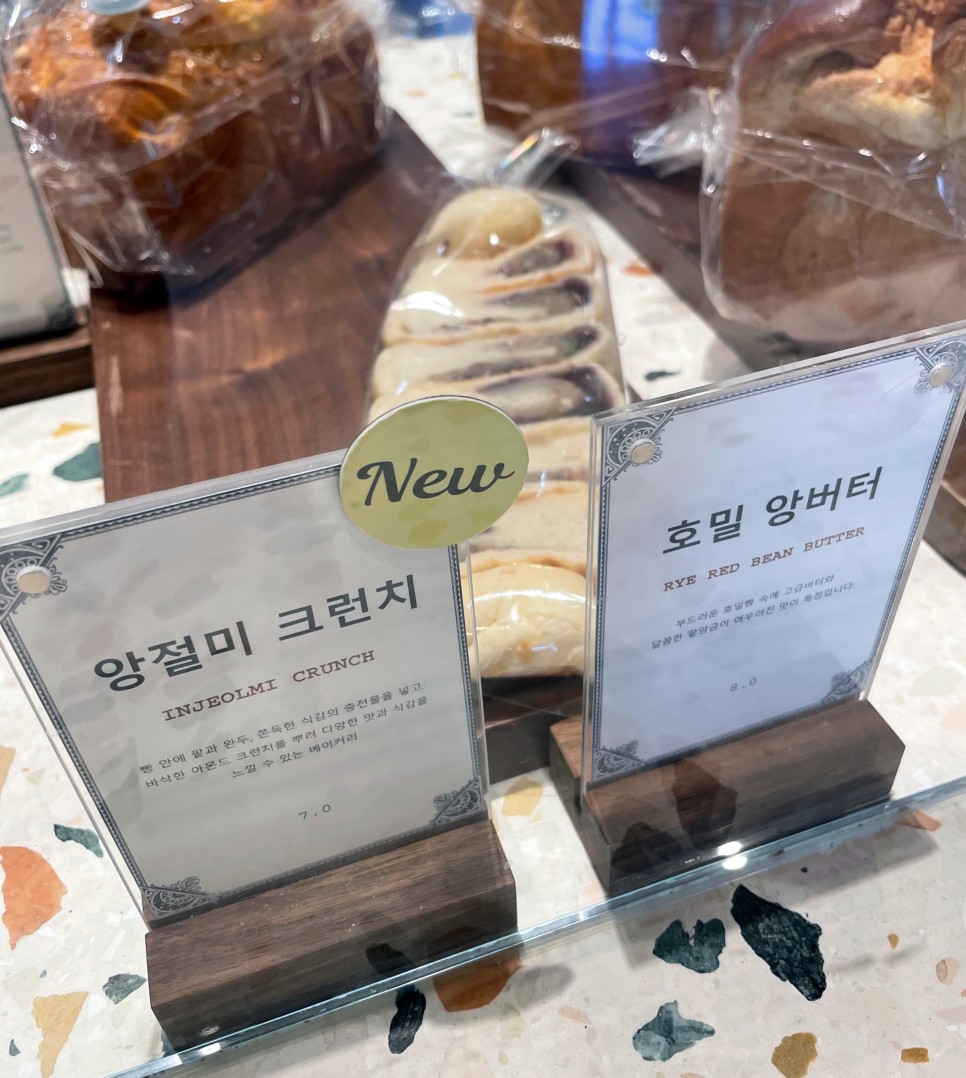 New
앙절미 크런치
INJEOLMI CRUNCH
빵 안에 팥과 완두, 쫀득한 식감의 충전물을 넣고
바삭한 아몬드 크런치를 뿌려 다양한 맛과 식감을
느낄 수 있는 베이커리
7.0
호밀 앙버터
RYE RED BEAN BUTTER
부드러운 호밀빵 속에 고급버터와
달콤한 팥앙금이 어우러진 맛이 특징입니다.
8.0